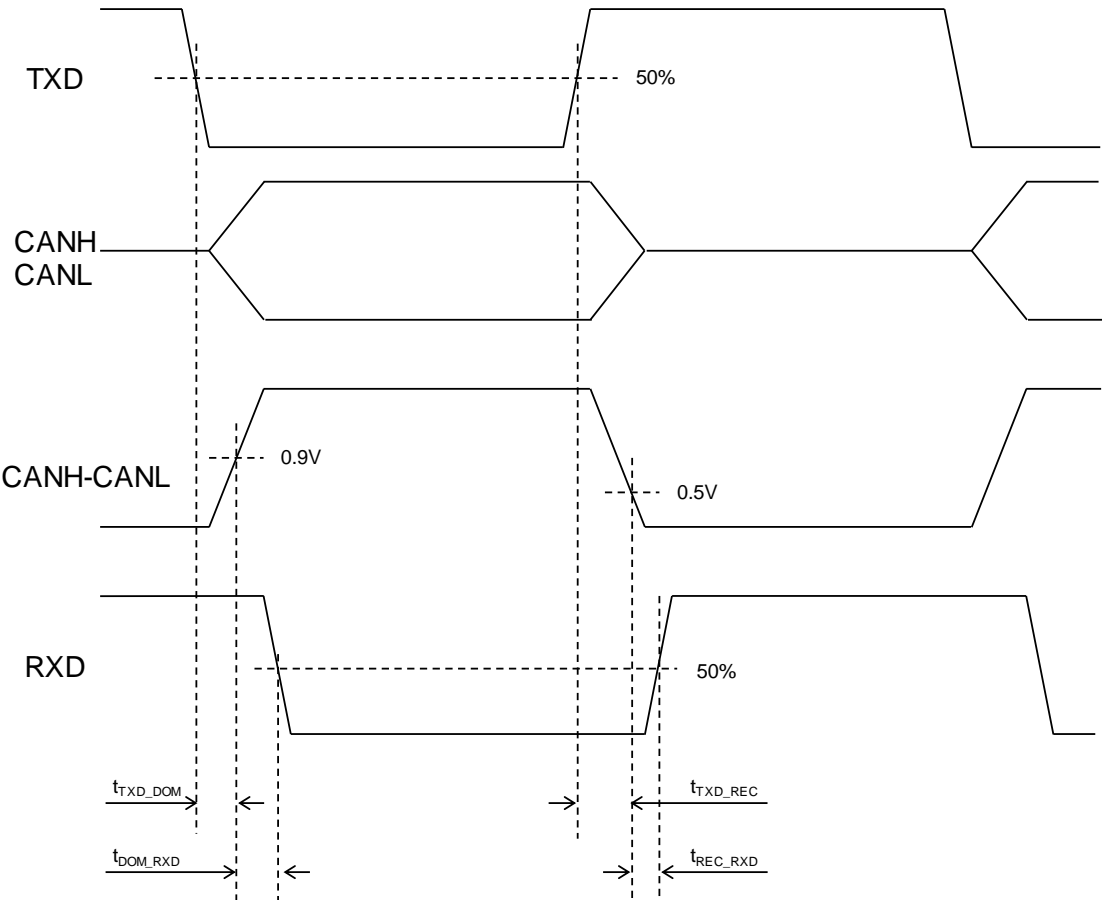 TXD
50%
CANH
CANL
0.9V
CANH-CANL
0.5V
RXD
50%
tTXD_DOM
tTXD_REC
tDOM_RXD
tREC_RXD